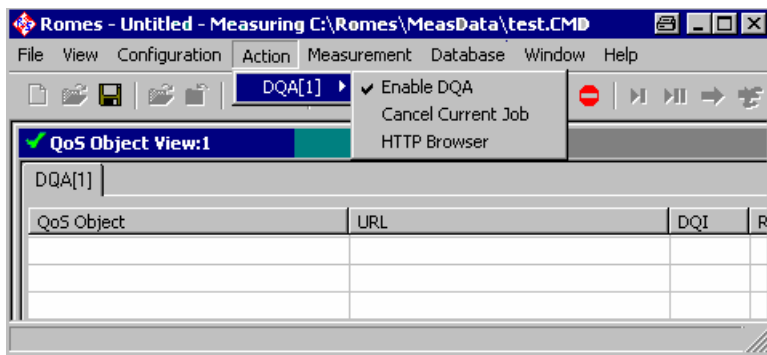 Romes - Untitled - Measuring C:\Romes\MeasData\test.CMD
File View Configuration Action Measurement Database Window Help
DQA[1]
Enable DQA
Cancel Current Job
HTTP Browser
QoS Object View:1
DQA[1]
QoS Object URL DQI R